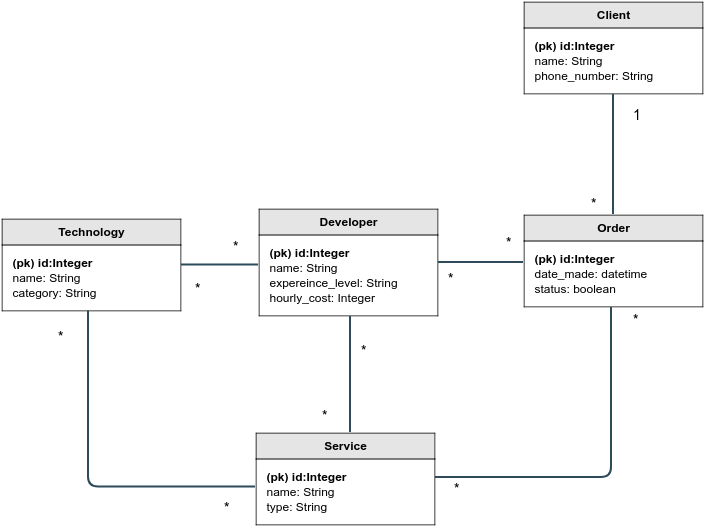 Client
(pk) id:Integer
name: String
phone_number: String
1
*
Technology
(pk) id:Integer
name: String
category: String
*
*
Developer
(pk) id:Integer
name: String
expereince_level: String
hourly_cost: Integer
*
*
Order
(pk) id:Integer
date_made: datetime
status: boolean
*
*
*
*
Service
(pk) id:Integer
name: String
type: String
*
*